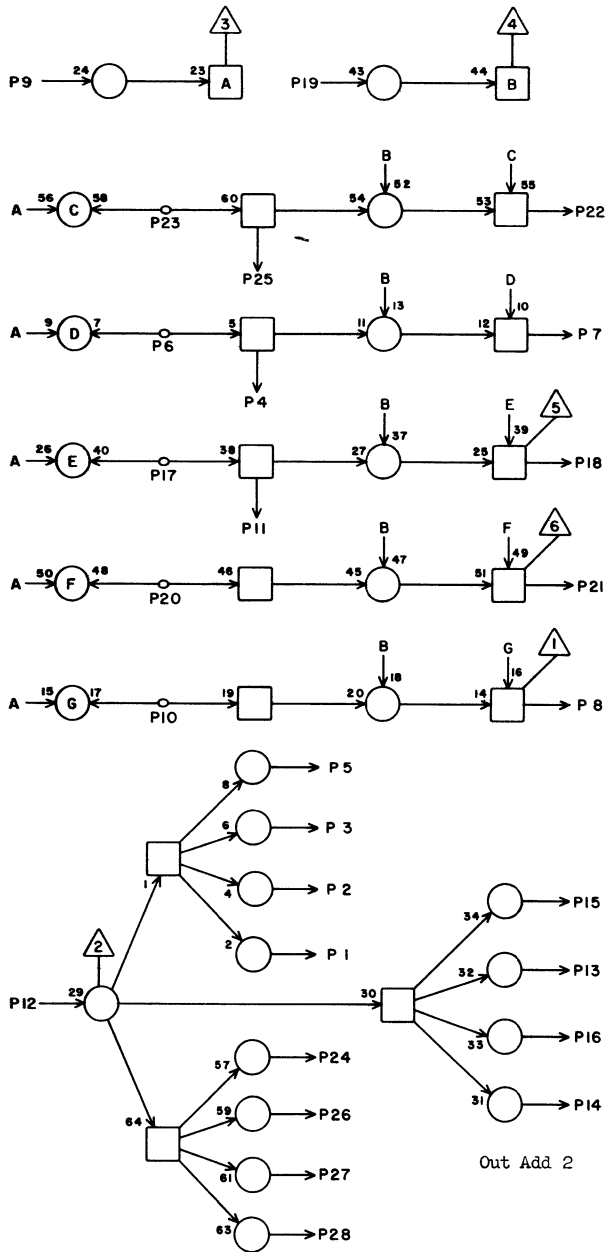 3 4
P9 24 23 A P19 43 44 B
B C
A 56 C 58 P23 60 54 52 53 55 P22
P25
B D
A 9 D 7 P6 5 11 13 12 10 P7
P4
B E 5
A 26 E 40 P17 38 27 37 25 39 P18
P11
B F 6
A 50 F 48 P20 46 45 47 51 49 P21
B G 1
A 15 G 17 P10 19 20 18 14 16 P8
8 P5
6 P3
1 4 P2
2 P1
34 P15
2
32 P13
P12 29 30
33 P16
57 P24
31 P14
59 P26
64
Out Add 2
61 P27
63 P28